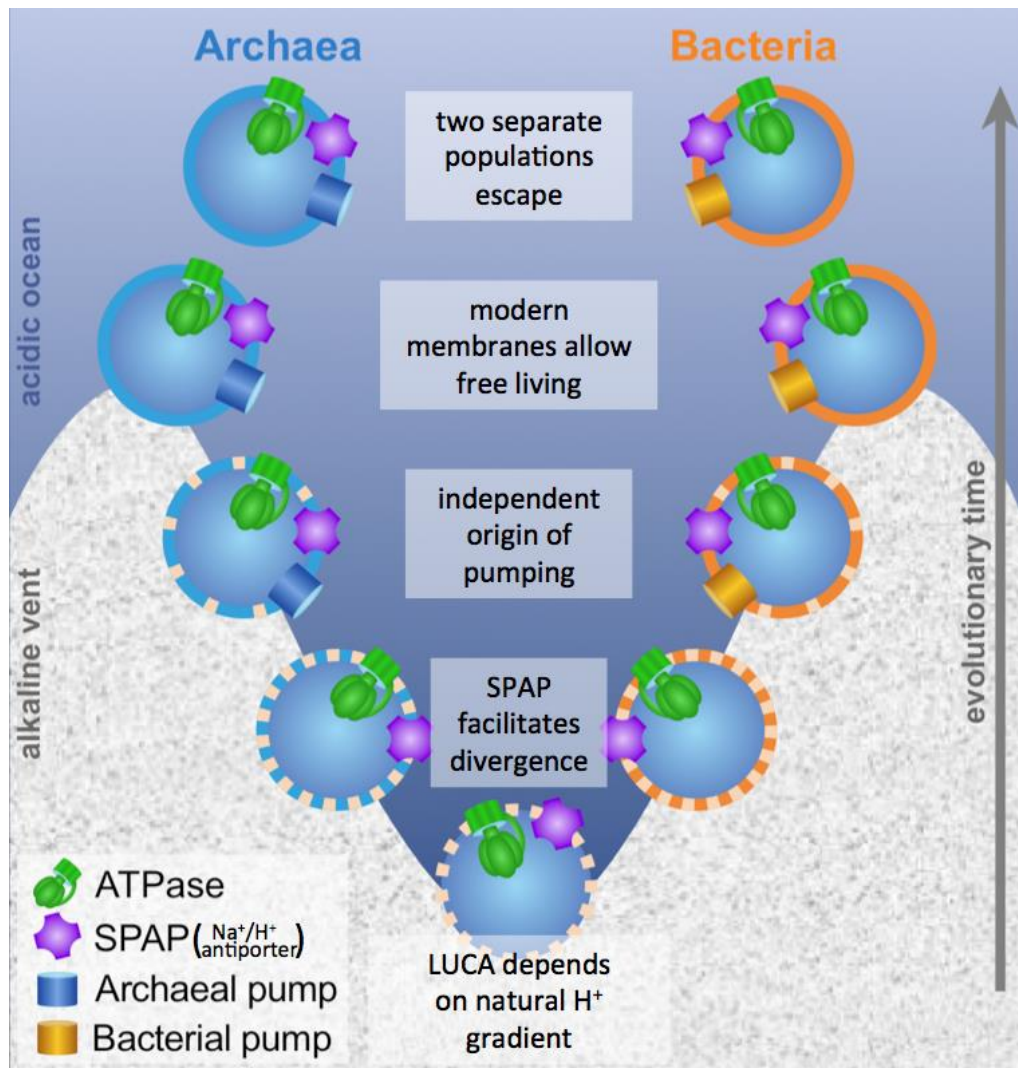 Archaea
Bacteria
two separate
populations
escape
acidic ocean
modern
membranes allow
free living
independent
origin of
pumping
alkaline vent
evolutionary time
SPAP
facilitates
divergence
ATPase
SPAP (Na⁺/H⁺
antiporter)
Archaeal pump
Bacterial pump
LUCA depends
on natural H⁺
gradient